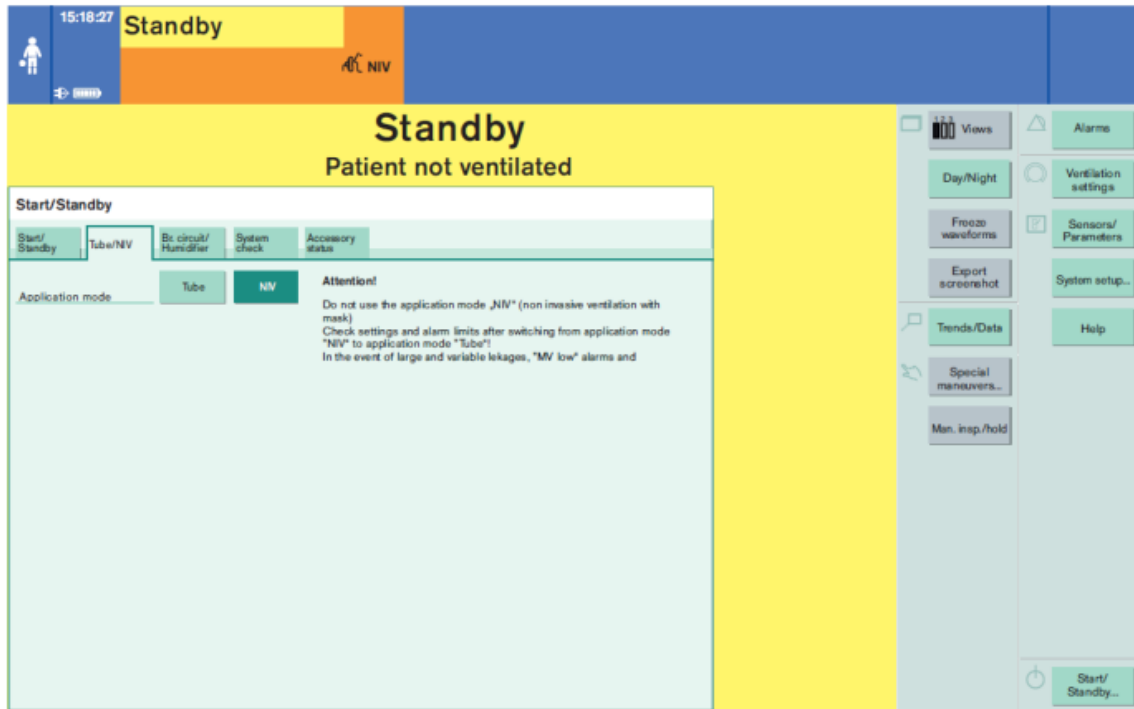 15:18:27
Standby
NIV
Standby
Patient not ventilated
Start/Standby
Start/
Standby
Tube/NIV
Br. circuit/
Humidifier
System
check
Accessory
status
Application mode
Tube
NIV
Attention!
Do not use the application mode „NIV“ (non invasive ventilation with
mask)
Check settings and alarm limits after switching from application mode
"NIV" to application mode "Tube"!
In the event of large and variable lekages, "MV low" alarms and
1 2 3
Views
Day/Night
Freeze
waveforms
Export
screenshot
Trends/Data
Special
maneuvers...
Man. insp./hold
Alarms
Ventilation
settings
Sensors/
Parameters
System setup...
Help
Start/
Standby...